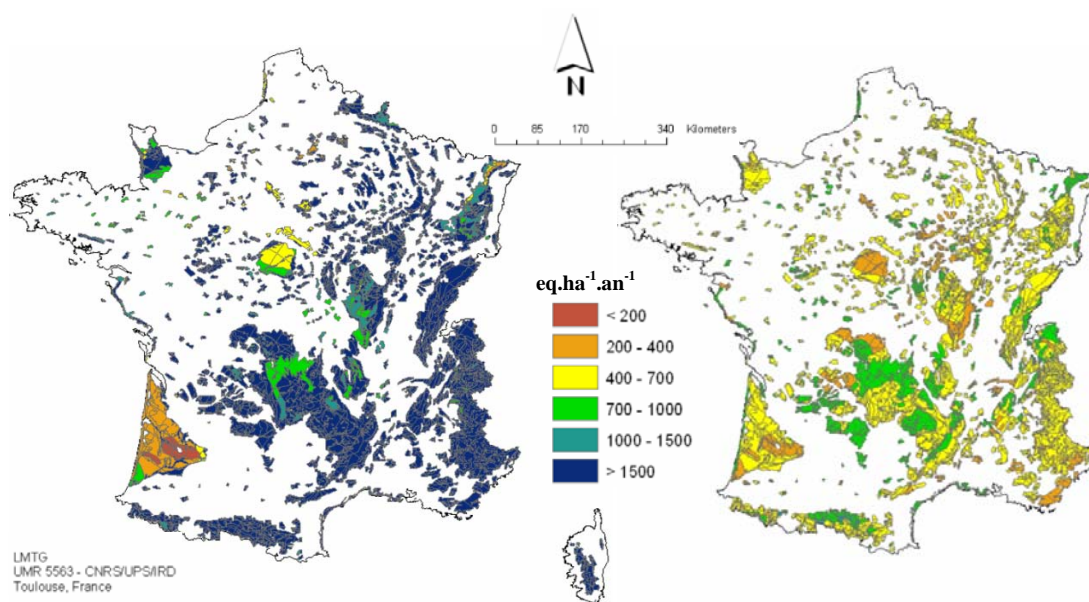 N
0 85 170 340 Kilometers
eq.ha⁻¹.an⁻¹
< 200
200 - 400
400 - 700
700 - 1000
1000 - 1500
> 1500
LMTG
UMR 5563 - CNRS/UPS/IRD
Toulouse, France